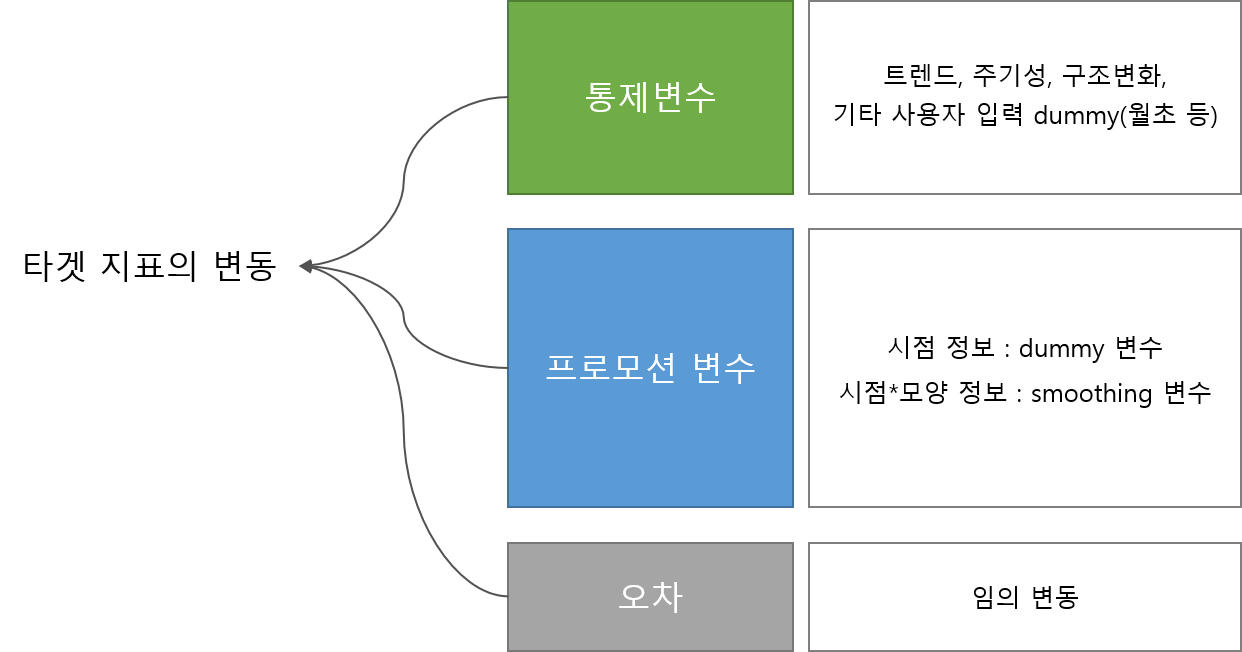 통제변수
트렌드, 주기성, 구조변화,
기타 사용자 입력 dummy(월초 등)
타겟 지표의 변동
프로모션 변수
시점 정보 : dummy 변수
시점*모양 정보 : smoothing 변수
오차
임의 변동